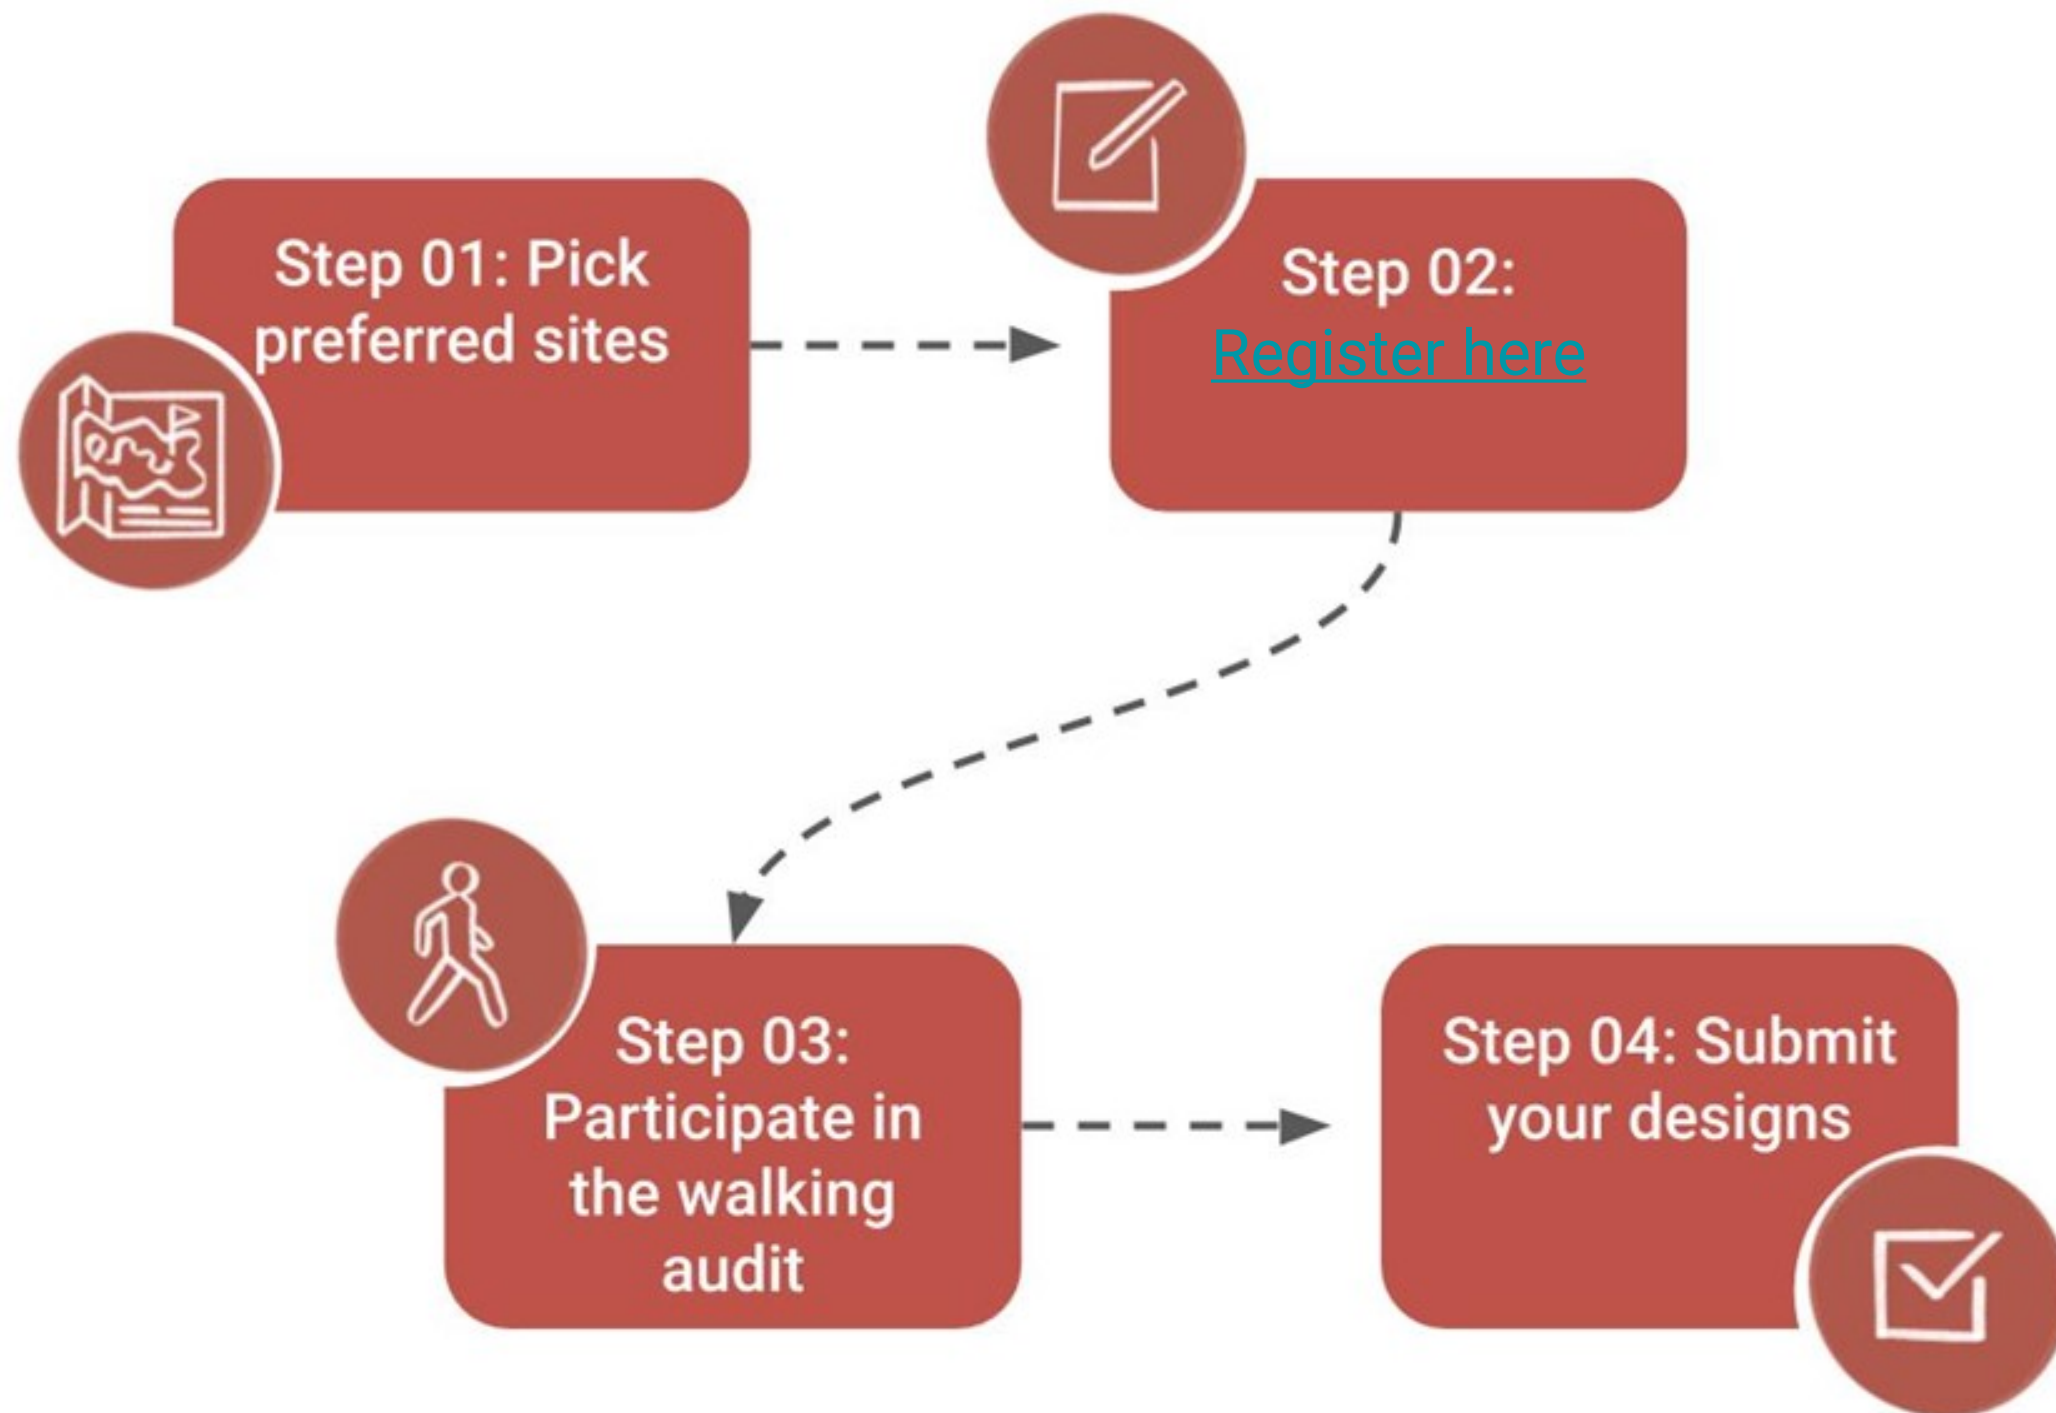 Step 01: Pick
preferred sites
Step 02:
Register here
Step 03:
Participate in
the walking
audit
Step 04: Submit
your designs